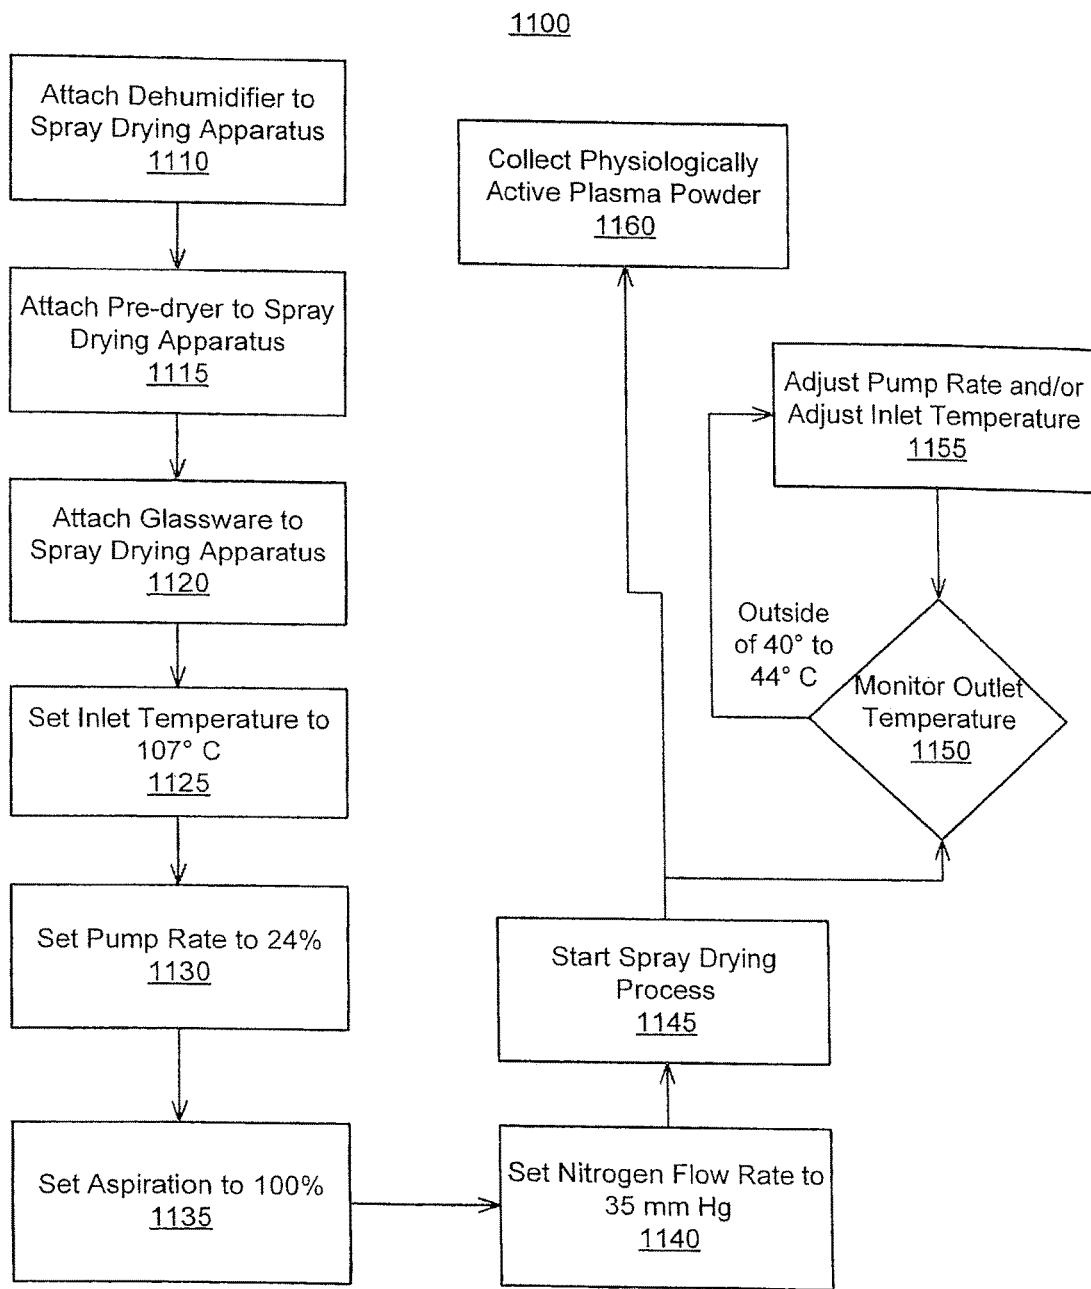 1100
Attach Dehumidifier to
Spray Drying Apparatus
1110
Attach Pre-dryer to Spray
Drying Apparatus
1115
Attach Glassware to
Spray Drying Apparatus
1120
Set Inlet Temperature to
107° C
1125
Set Pump Rate to 24%
1130
Set Aspiration to 100%
1135
Set Nitrogen Flow Rate to
35 mm Hg
1140
Start Spray Drying
Process
1145
Monitor Outlet
Temperature
1150
Outside
of 40° to
44° C
Adjust Pump Rate and/or
Adjust Inlet Temperature
1155
Collect Physiologically
Active Plasma Powder
1160